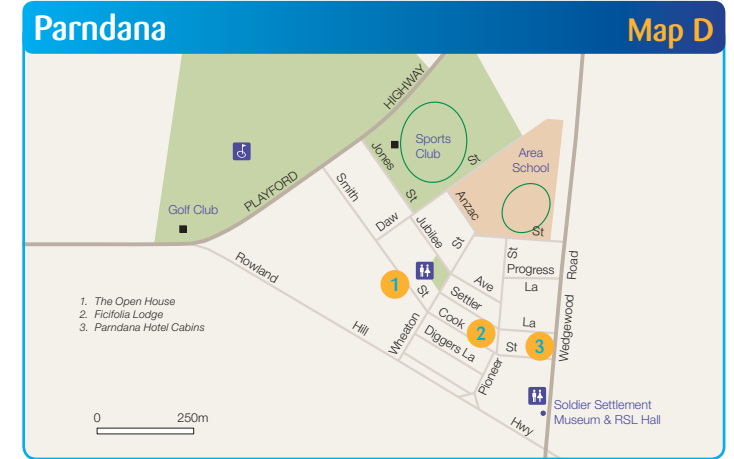 Parndana
Map D
HIGHWAY
PLAYFORD
Sports
Club
Jones
St
St
Area
School
Smith
Daw
Jubilee
Anzac
St
St
Golf Club
St
Progress
La
Road
Rowland
Ave
Settler
St
1
1. The Open House
2. Ficifolia Lodge
3. Parndana Hotel Cabins
Cook
La
2
St
3
Wedgewood
Hill
Wheaton
Diggers La
Pioneer
0
250m
Hwy
Soldier Settlement
Museum & RSL Hall